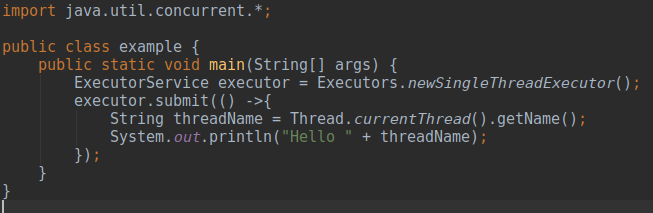 import java.util.concurrent.*;
public class example {
    public static void main(String[] args) {
        ExecutorService executor = Executors.newSingleThreadExecutor();
        executor.submit(() ->{
            String threadName = Thread.currentThread().getName();
            System.out.println("Hello " + threadName);
        });
    }
}